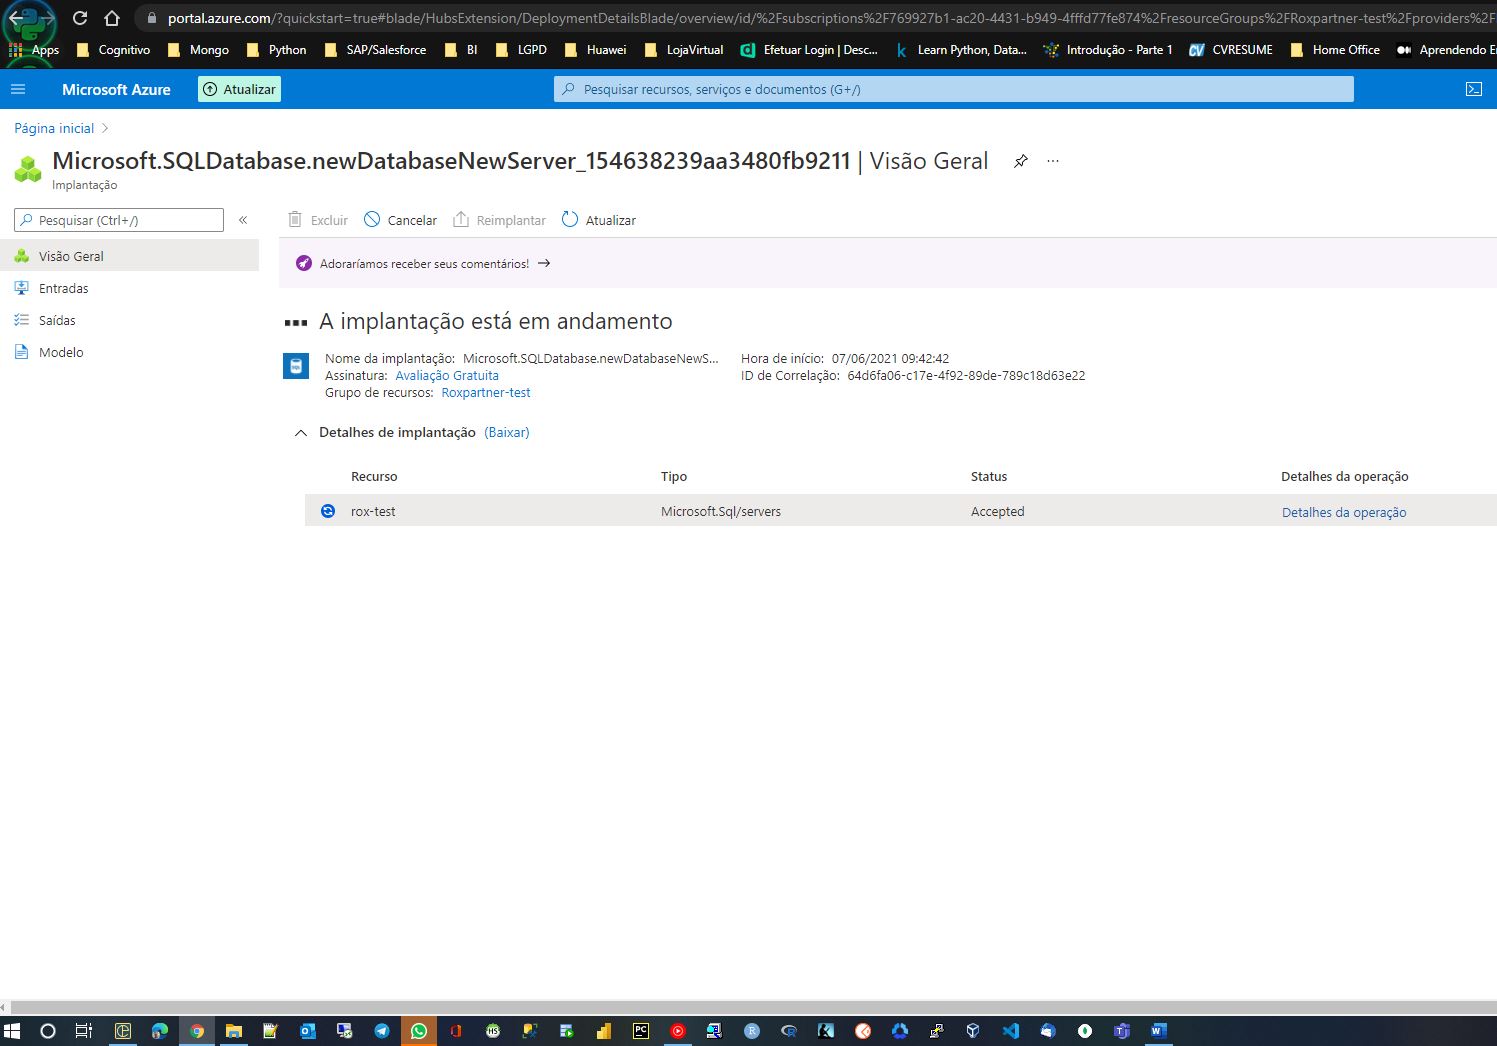 portal.azure.com/?quickstart=true#blade/HubsExtension/DeploymentDetailsBlade/overview/id/%2Fsubscriptions%2F769927b1-ac20-4431-b949-4fffd77fe874%2FresourceGroups%2FRoxpartner-test%2Fproviders%2F
Apps Cognitivo Mongo Python SAP/Salesforce BI LGPD Huawei LojaVirtual Efetuar Login | Desc... Learn Python, Data... Introdução - Parte 1 CVRESUME Home Office Aprendendo E
Microsoft Azure Atualizar Pesquisar recursos, serviços e documentos (G+/)
Página inicial
Microsoft.SQLDatabase.newDatabaseNewServer_154638239aa3480fb9211 | Visão Geral ...
Implantação
Pesquisar (Ctrl+/) «
Excluir Cancelar Reimplantar Atualizar
Visão Geral
Entradas
Saídas
Modelo
Adoraríamos receber seus comentários! →
A implantação está em andamento
Nome da implantação: Microsoft.SQLDatabase.newDatabaseNewS... Hora de início: 07/06/2021 09:42:42
Assinatura: Avaliação Gratuita ID de Correlação: 64d6fa06-c17e-4f92-89de-789c18d63e22
Grupo de recursos: Roxpartner-test
Detalhes de implantação (Baixar)
Recurso Tipo Status Detalhes da operação
rox-test Microsoft.Sql/servers Accepted Detalhes da operação